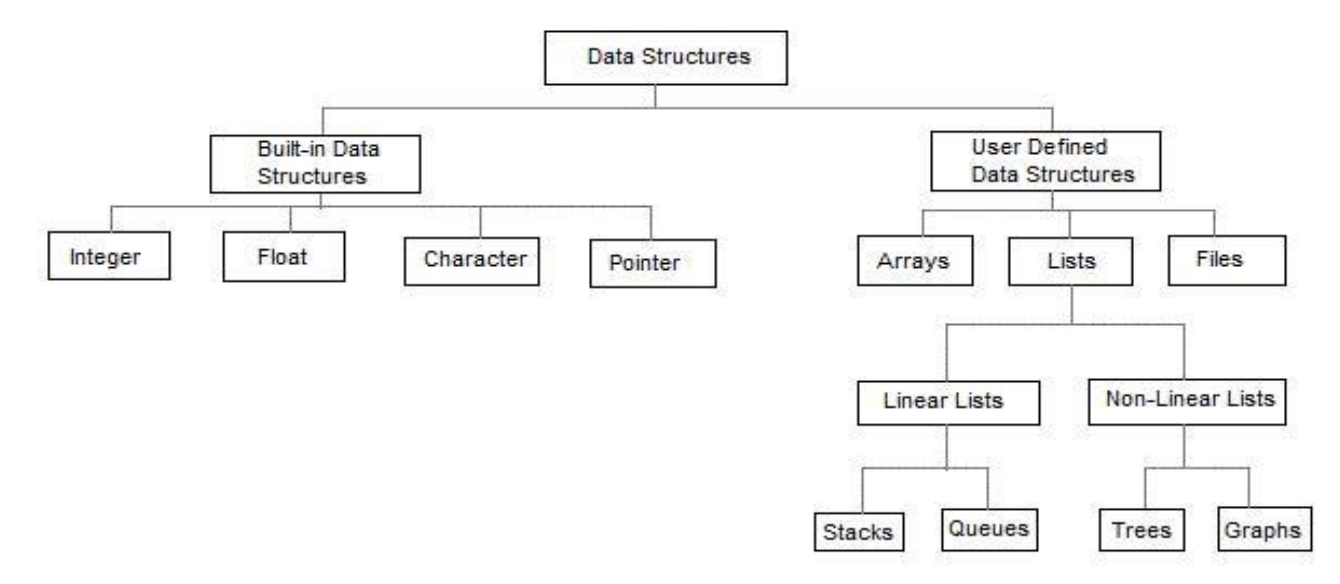 Data Structures
Built-in Data
Structures
User Defined
Data Structures
Integer
Float
Character
Pointer
Arrays
Lists
Files
Linear Lists
Non-Linear Lists
Stacks
Queues
Trees
Graphs